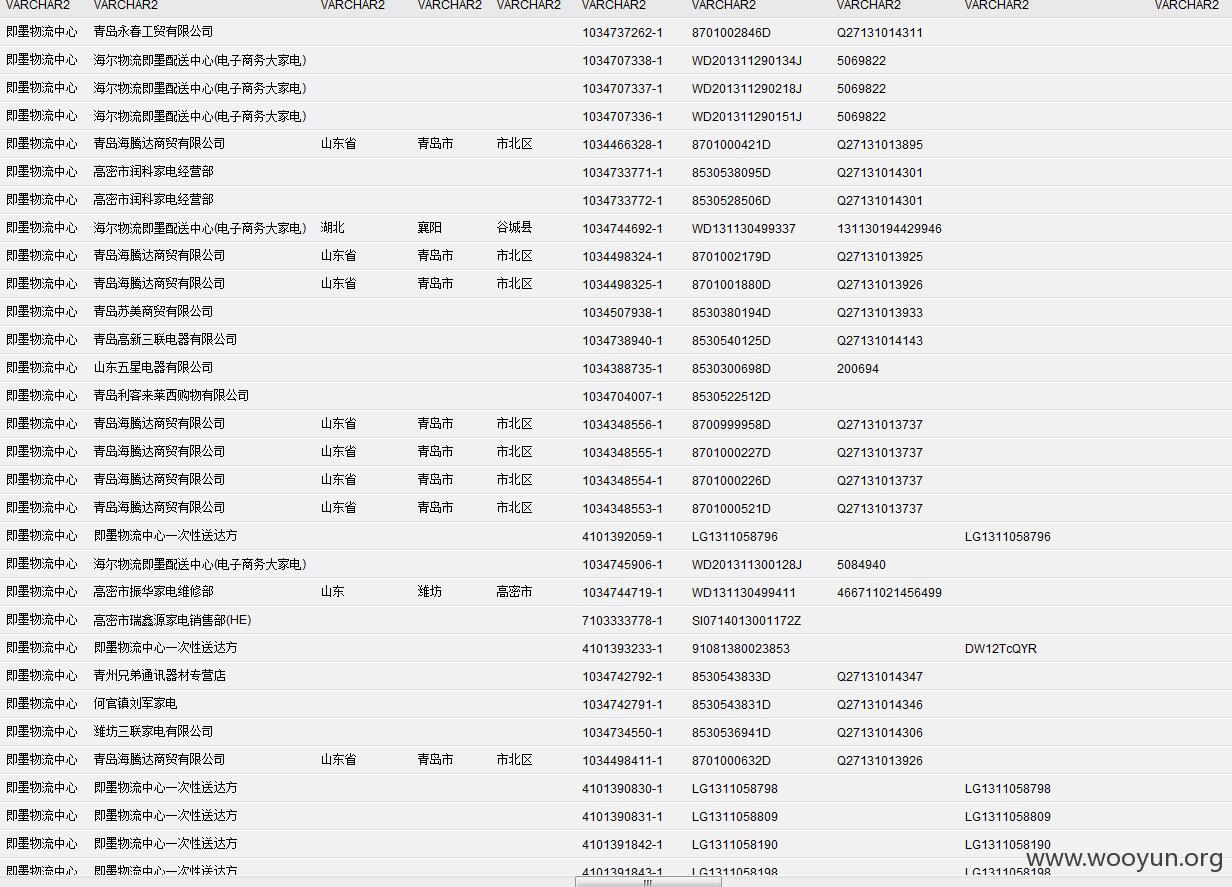 VARCHAR2 VARCHAR2 VARCHAR2 VARCHAR2 VARCHAR2 VARCHAR2 VARCHAR2 VARCHAR2 VARCHAR2 VARCHAR2
即墨物流中心 青岛永春工贸有限公司 1034737262-1 8701002846D Q27131014311
即墨物流中心 海尔物流即墨配送中心(电子商务大家电) 1034707338-1 WD201311290134J 5069822
即墨物流中心 海尔物流即墨配送中心(电子商务大家电) 1034707337-1 WD201311290218J 5069822
即墨物流中心 海尔物流即墨配送中心(电子商务大家电) 1034707336-1 WD201311290151J 5069822
即墨物流中心 青岛海腾达商贸有限公司 山东省 青岛市 市北区 1034466328-1 8701000421D Q27131013895
即墨物流中心 高密市润科家电经营部 1034733771-1 8530538095D Q27131014301
即墨物流中心 高密市润科家电经营部 1034733772-1 8530528506D Q27131014301
即墨物流中心 海尔物流即墨配送中心(电子商务大家电) 湖北 襄阳 谷城县 1034744692-1 WD131130499337 131130194429946
即墨物流中心 青岛海腾达商贸有限公司 山东省 青岛市 市北区 1034498324-1 8701002179D Q27131013925
即墨物流中心 青岛海腾达商贸有限公司 山东省 青岛市 市北区 1034498325-1 8701001880D Q27131013926
即墨物流中心 青岛苏美商贸有限公司 1034507938-1 8530380194D Q27131013933
即墨物流中心 青岛高新三联电器有限公司 1034738940-1 8530540125D Q27131014143
即墨物流中心 山东五星电器有限公司 1034388735-1 8530300698D 200694
即墨物流中心 青岛利客来莱西购物有限公司 1034704007-1 8530522512D
即墨物流中心 青岛海腾达商贸有限公司 山东省 青岛市 市北区 1034348556-1 8700999958D Q27131013737
即墨物流中心 青岛海腾达商贸有限公司 山东省 青岛市 市北区 1034348555-1 8701000227D Q27131013737
即墨物流中心 青岛海腾达商贸有限公司 山东省 青岛市 市北区 1034348554-1 8701000226D Q27131013737
即墨物流中心 青岛海腾达商贸有限公司 山东省 青岛市 市北区 1034348553-1 8701000521D Q27131013737
即墨物流中心 即墨物流中心一次性送达方 4101392059-1 LG1311058796 LG1311058796
即墨物流中心 海尔物流即墨配送中心(电子商务大家电) 1034745906-1 WD201311300128J 5084940
即墨物流中心 高密市振华家电维修部 山东 潍坊 高密市 1034744719-1 WD131130499411 466711021456499
即墨物流中心 高密市瑞鑫源家电销售部(HE) 7103333778-1 SI0714013001172Z
即墨物流中心 即墨物流中心一次性送达方 4101393233-1 91081380023853 DW12TcQYR
即墨物流中心 青州兄弟通讯器材专营店 1034742792-1 8530543833D Q27131014347
即墨物流中心 何官镇刘军家电 1034742791-1 8530543831D Q27131014346
即墨物流中心 潍坊三联家电有限公司 1034734550-1 8530536941D Q27131014306
即墨物流中心 青岛海腾达商贸有限公司 山东省 青岛市 市北区 1034498411-1 8701000632D Q27131013926
即墨物流中心 即墨物流中心一次性送达方 4101390830-1 LG1311058798 LG1311058798
即墨物流中心 即墨物流中心一次性送达方 4101390831-1 LG1311058809 LG1311058809
即墨物流中心 即墨物流中心一次性送达方 4101391842-1 LG1311058190 LG1311058190
即墨物流中心 即墨物流中心一次性送达方 4101391843-1 LG1311058198 LG1311058198
www.wooyun.org